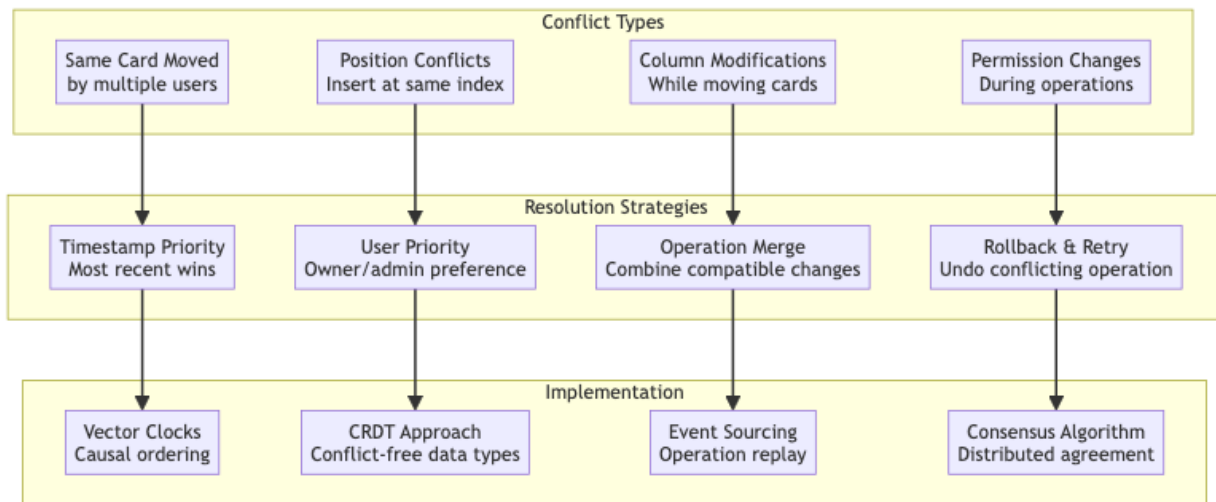 Conflict Types
Same Card Moved
by multiple users
Position Conflicts
Insert at same index
Column Modifications
While moving cards
Permission Changes
During operations
Resolution Strategies
Timestamp Priority
Most recent wins
User Priority
Owner/admin preference
Operation Merge
Combine compatible changes
Rollback & Retry
Undo conflicting operation
Implementation
Vector Clocks
Causal ordering
CRDT Approach
Conflict-free data types
Event Sourcing
Operation replay
Consensus Algorithm
Distributed agreement